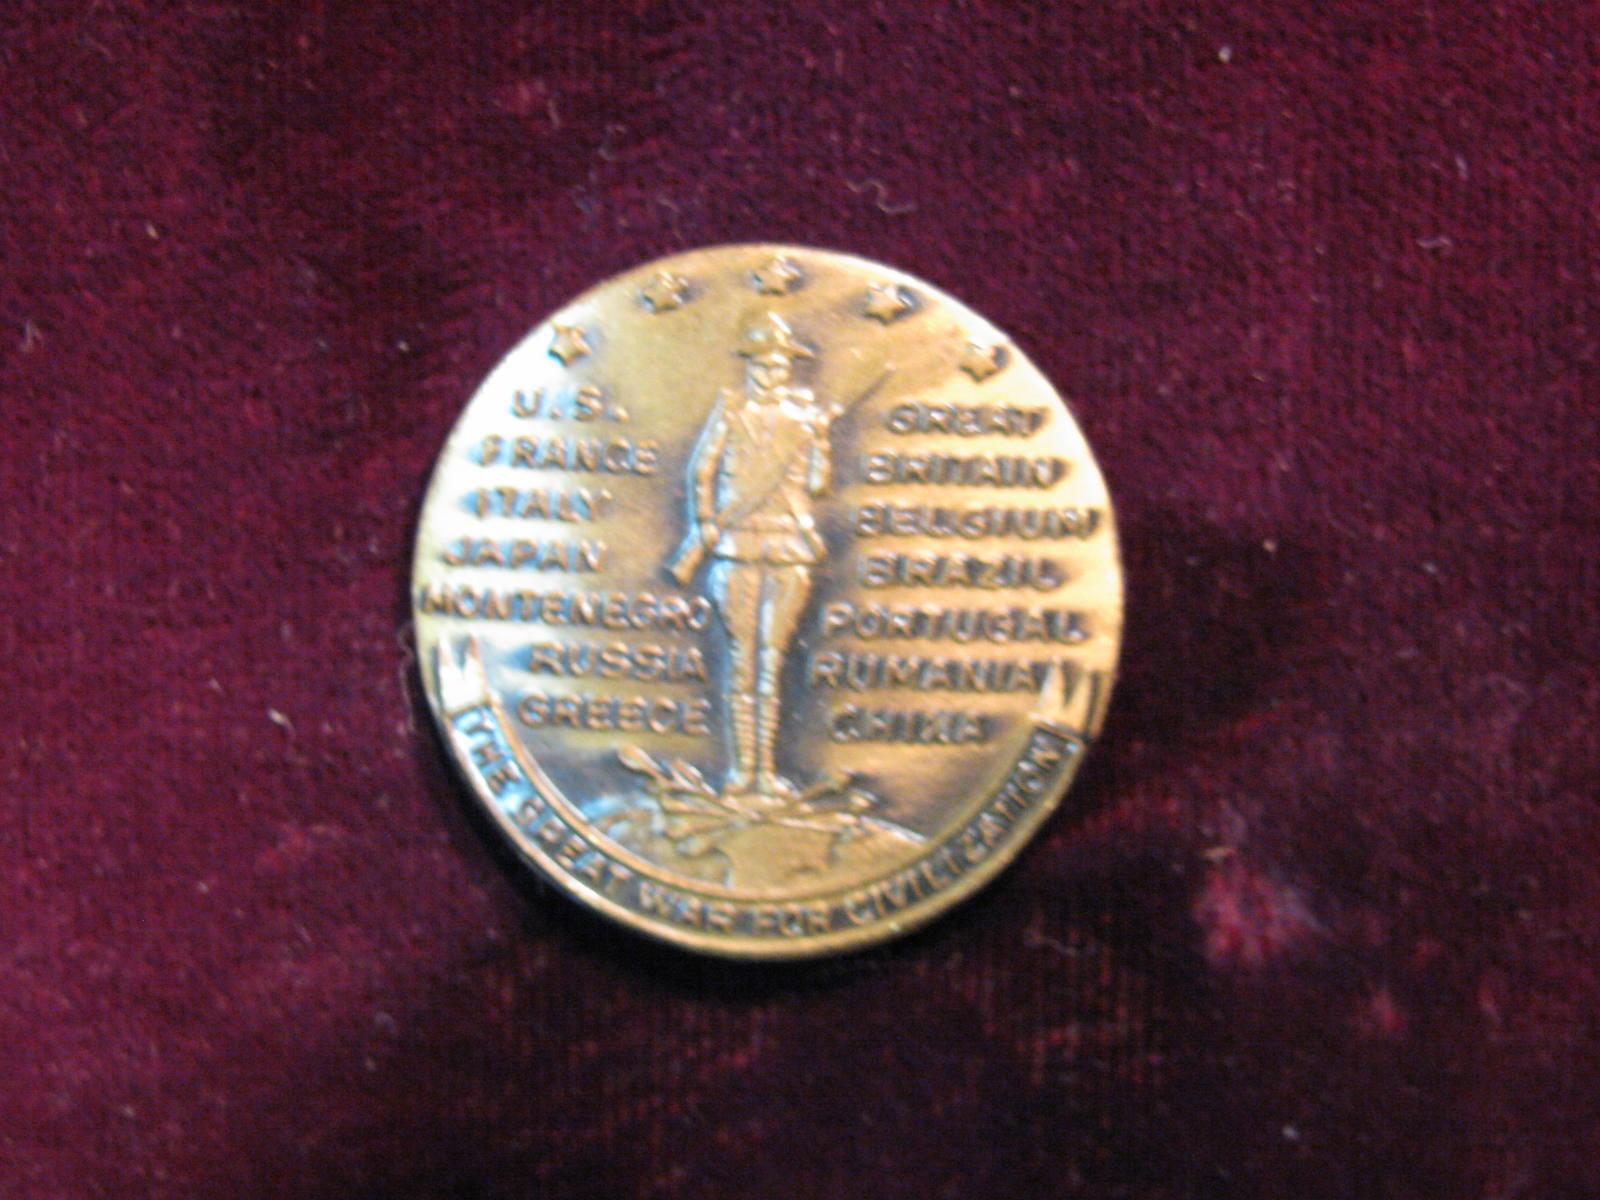 U.S.
FRANCE
ITALY
JAPAN
MONTENEGRO
RUSSIA
GREECE
GREAT
BRITAIN
BELGIUM
BRAZIL
PORTUGAL
RUMANIA
CHINA
THE GREAT WAR FOR CIVILIZATION